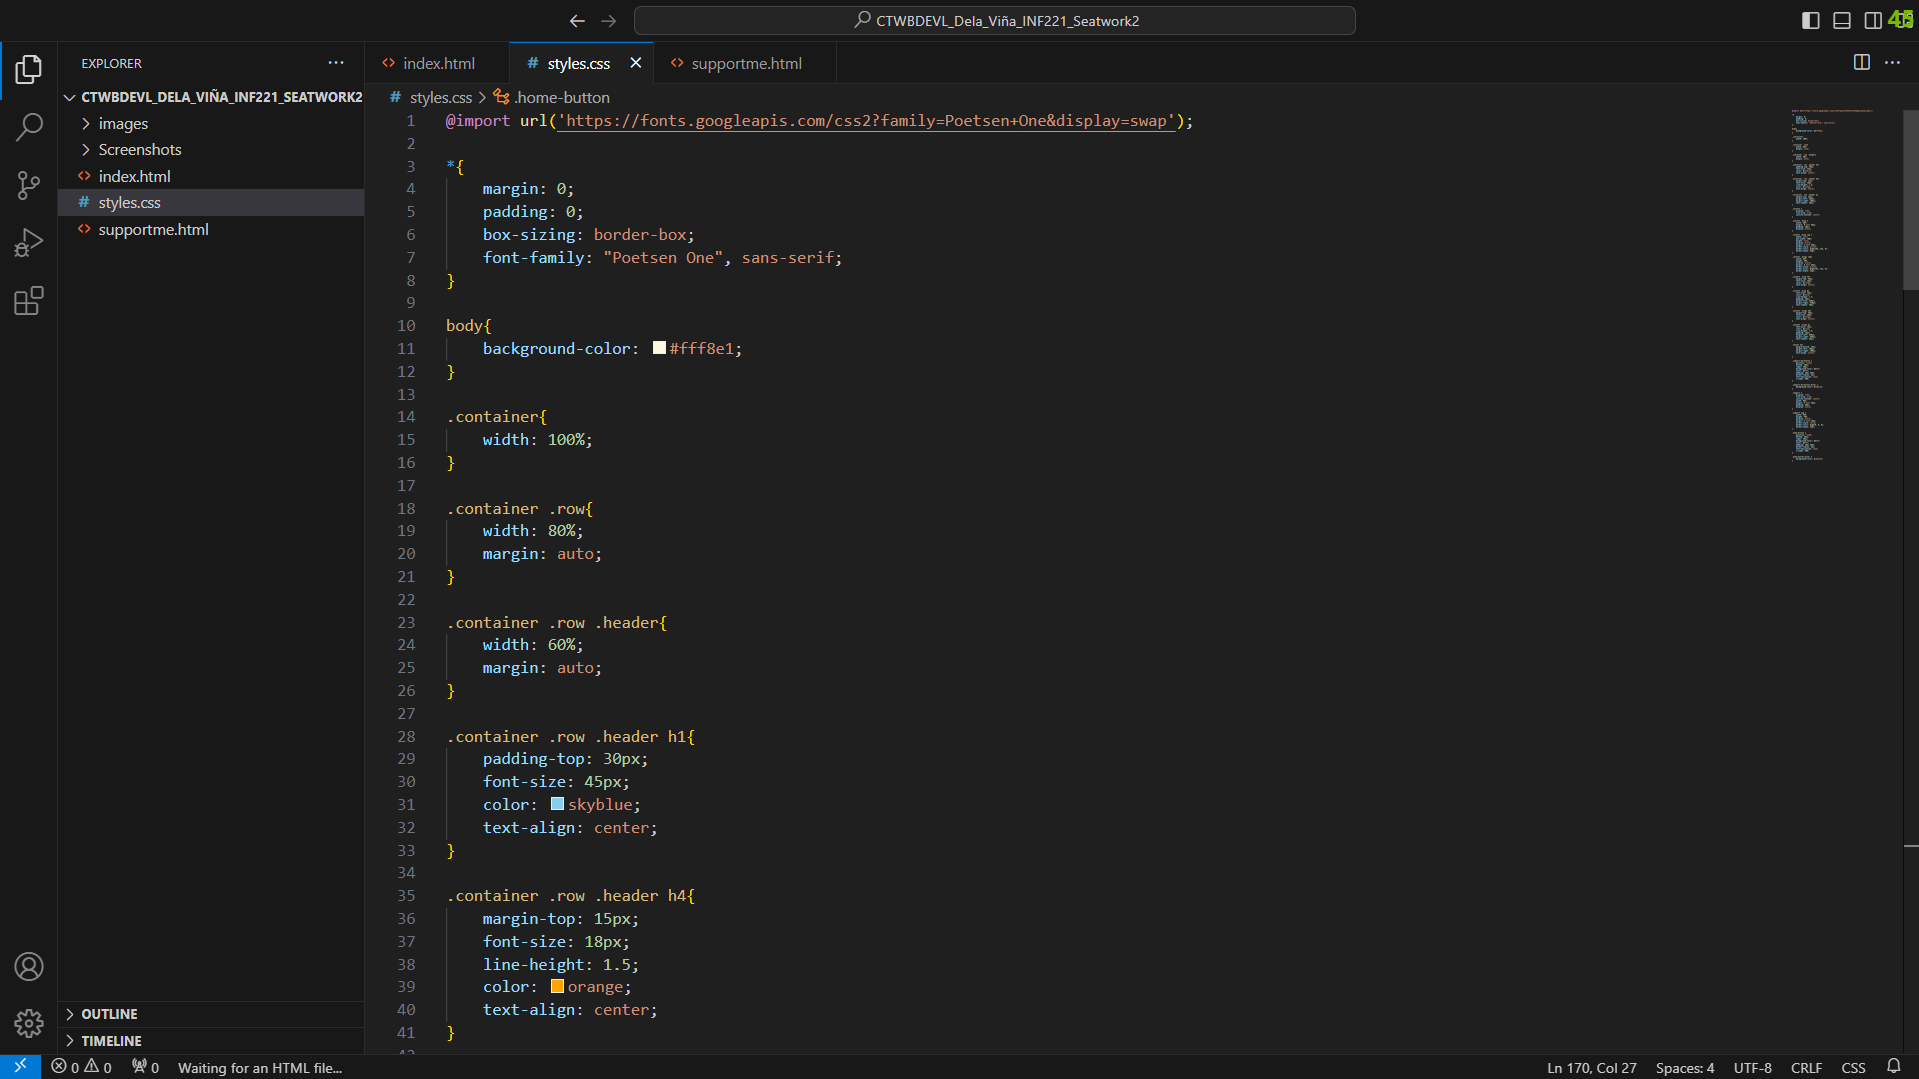 CTWBDEVL_Dela_Viña_INF221_Seatwork2
45
EXPLORER
index.html
styles.css
supportme.html
CTWBDEVL_DELA_VIÑA_INF221_SEATWORK2
images
Screenshots
index.html
styles.css
supportme.html
OUTLINE
TIMELINE
styles.css > .home-button
1 @import url('https://fonts.googleapis.com/css2?family=Poetsen+One&display=swap');
2
3 *{
4     margin: 0;
5     padding: 0;
6     box-sizing: border-box;
7     font-family: "Poetsen One", sans-serif;
8 }
9
10 body{
11     background-color: #fff8e1;
12 }
13
14 .container{
15     width: 100%;
16 }
17
18 .container .row{
19     width: 80%;
20     margin: auto;
21 }
22
23 .container .row .header{
24     width: 60%;
25     margin: auto;
26 }
27
28 .container .row .header h1{
29     padding-top: 30px;
30     font-size: 45px;
31     color: skyblue;
32     text-align: center;
33 }
34
35 .container .row .header h4{
36     margin-top: 15px;
37     font-size: 18px;
38     line-height: 1.5;
39     color: orange;
40     text-align: center;
41 }
0 0 0 Waiting for an HTML file... Ln 170, Col 27 Spaces: 4 UTF-8 CRLF CSS